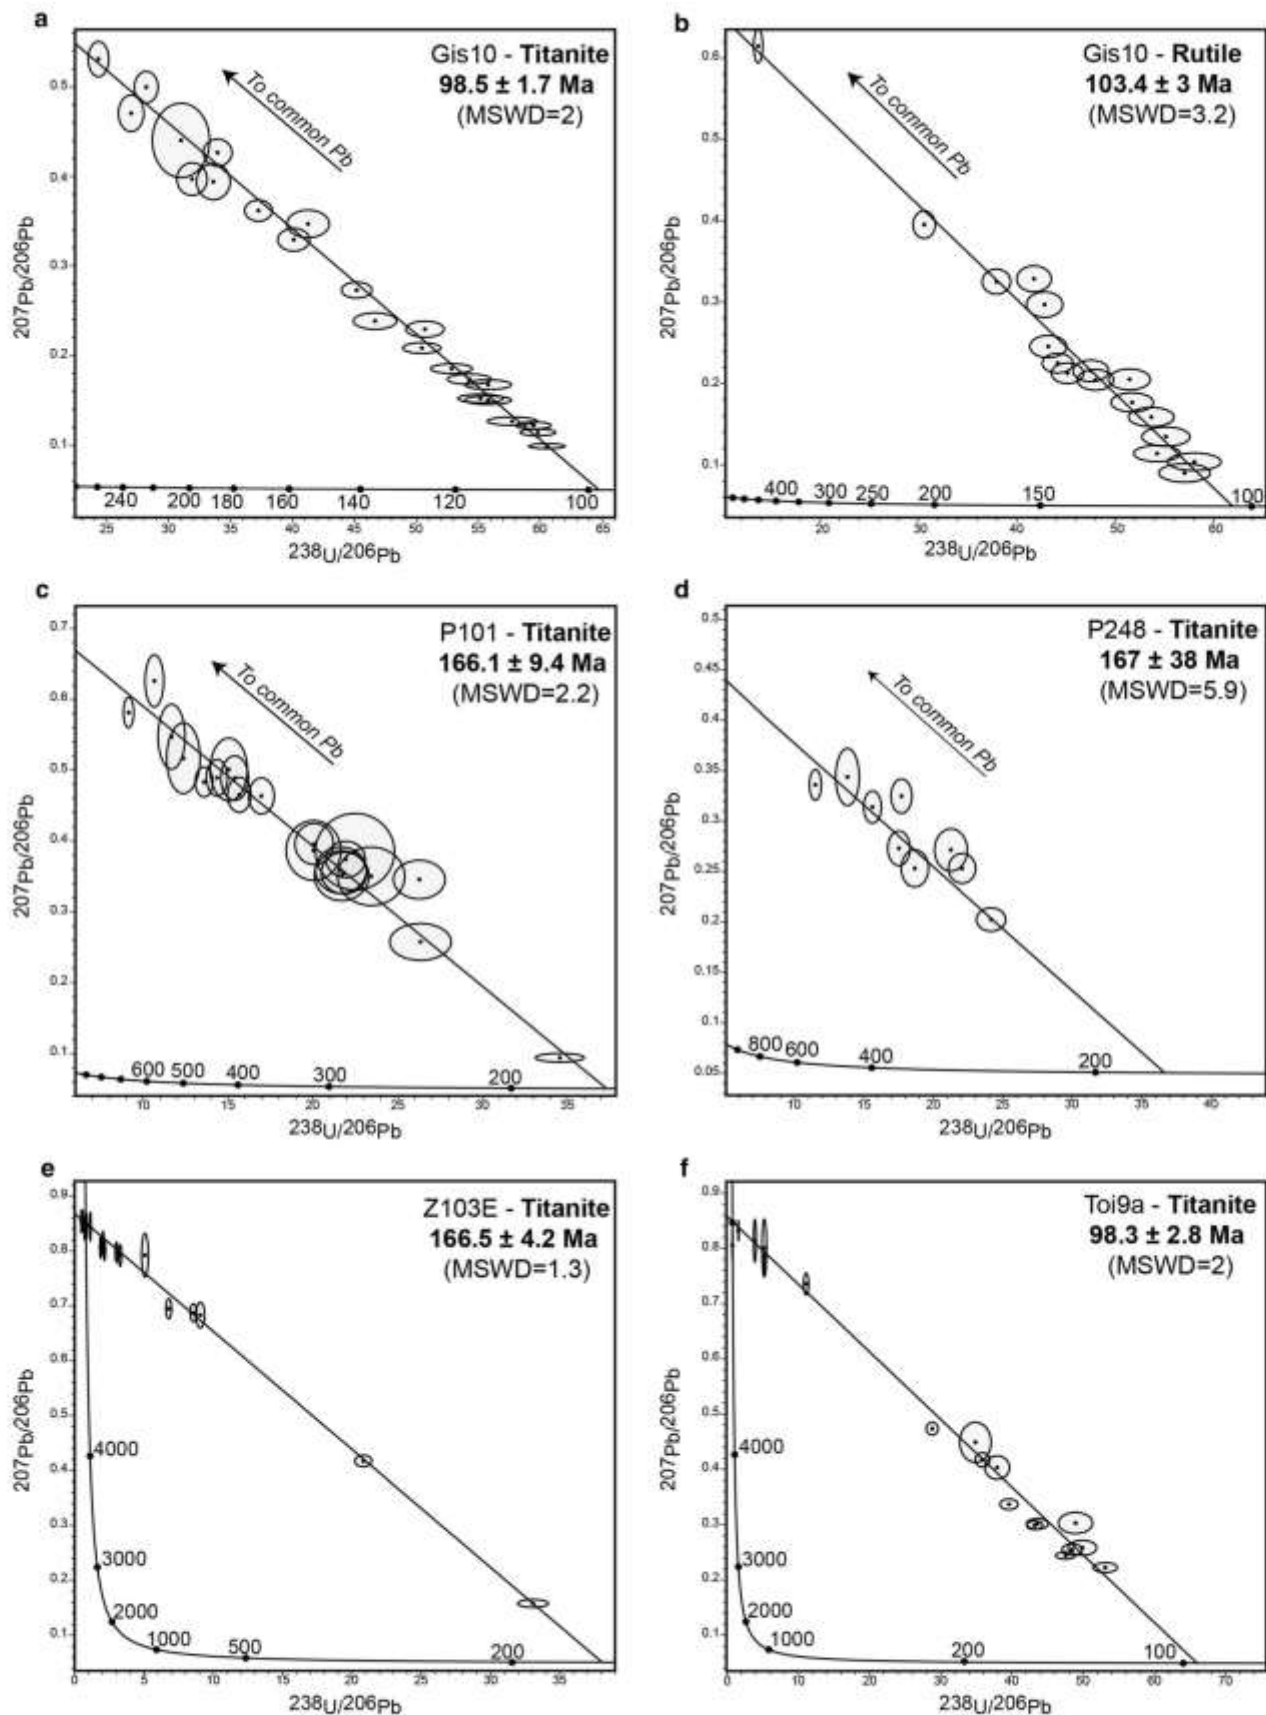 a
Gis10 - Titanite
98.5 ± 1.7 Ma
(MSWD=2)
To common Pb
207Pb/206Pb
0.5
0.4
0.3
0.2
0.1
240 200 180 160 140 120 100
25 30 35 40 45 50 55 60 65
238U/206Pb
b
Gis10 - Rutile
103.4 ± 3 Ma
(MSWD=3.2)
To common Pb
207Pb/206Pb
0.6
0.5
0.4
0.3
0.2
0.1
400 300 250 200 150 100
20 30 40 50 60
238U/206Pb
c
P101 - Titanite
166.1 ± 9.4 Ma
(MSWD=2.2)
To common Pb
207Pb/206Pb
0.7
0.6
0.5
0.4
0.3
0.2
0.1
600 500 400 300 200
10 15 20 25 30 35
238U/206Pb
d
P248 - Titanite
167 ± 38 Ma
(MSWD=5.9)
To common Pb
207Pb/206Pb
0.5
0.45
0.4
0.35
0.3
0.25
0.2
0.15
0.1
0.05
800 600 400 200
10 15 20 25 30 35 40
238U/206Pb
e
Z103E - Titanite
166.5 ± 4.2 Ma
(MSWD=1.3)
207Pb/206Pb
0.9
0.8
0.7
0.6
0.5
0.4
0.3
0.2
0.1
4000
3000
2000
1000 500 200
0 5 10 15 20 25 30 35
238U/206Pb
f
Toi9a - Titanite
98.3 ± 2.8 Ma
(MSWD=2)
207Pb/206Pb
0.9
0.8
0.7
0.6
0.5
0.4
0.3
0.2
0.1
4000
3000
2000
1000 200 100
0 10 20 30 40 50 60 70
238U/206Pb